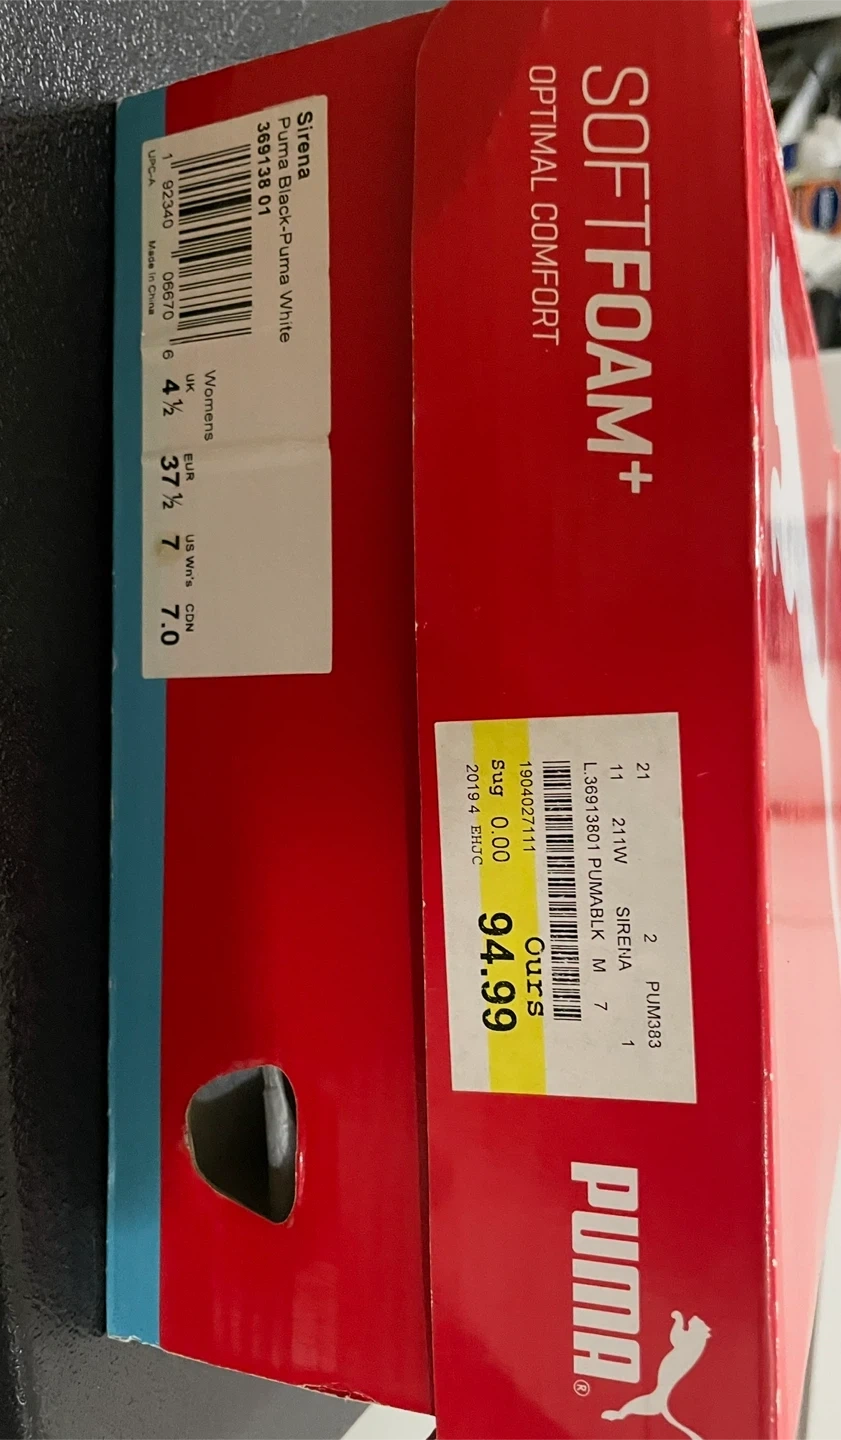 SOFTFOAM+
OPTIMAL COMFORT
21 2 PUM383
11 211W SIRENA 1
L.36913801 PUMABLK M 7
1904027111 Ours
Sug 0.00 94.99
2019 4 EHJC
PUMA®
Sirena
Puma Black-Puma White
369138 01
1 92340 06670 6
UPC-A Made in China
Womens
UK EUR US Wn's CDN
4 ½ 37 ½ 7 7.0